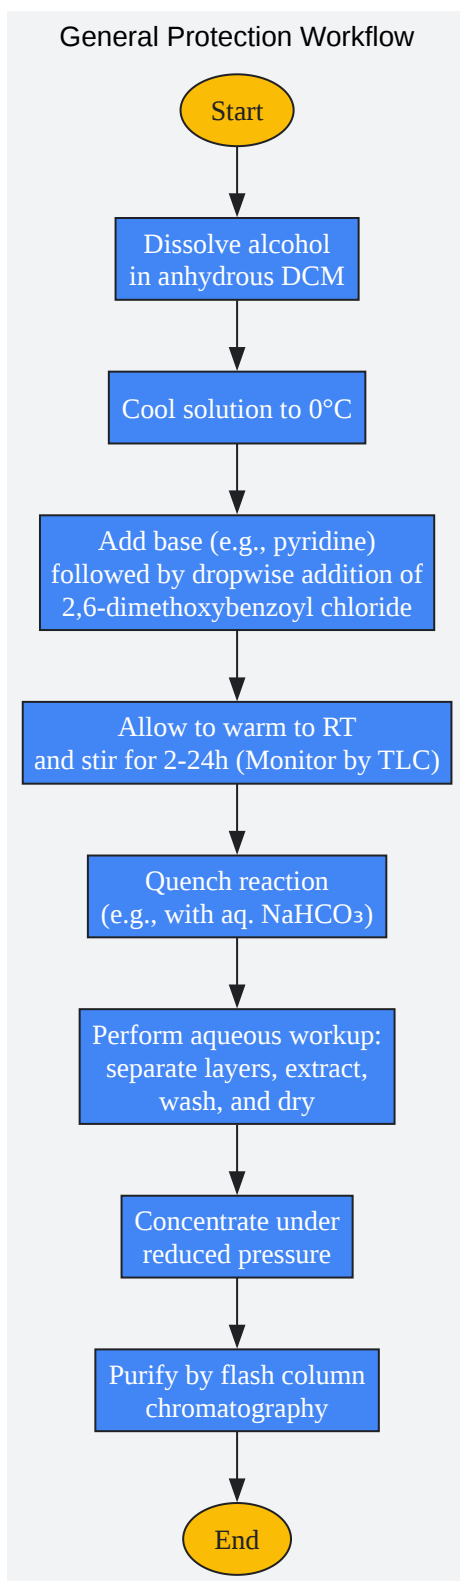 General Protection Workflow
Start
Dissolve alcohol
in anhydrous DCM
Cool solution to 0°C
Add base (e.g., pyridine)
followed by dropwise addition of
2,6-dimethoxybenzoyl chloride
Allow to warm to RT
and stir for 2-24h (Monitor by TLC)
Quench reaction
(e.g., with aq. NaHCO₃)
Perform aqueous workup:
separate layers, extract,
wash, and dry
Concentrate under
reduced pressure
Purify by flash column
chromatography
End